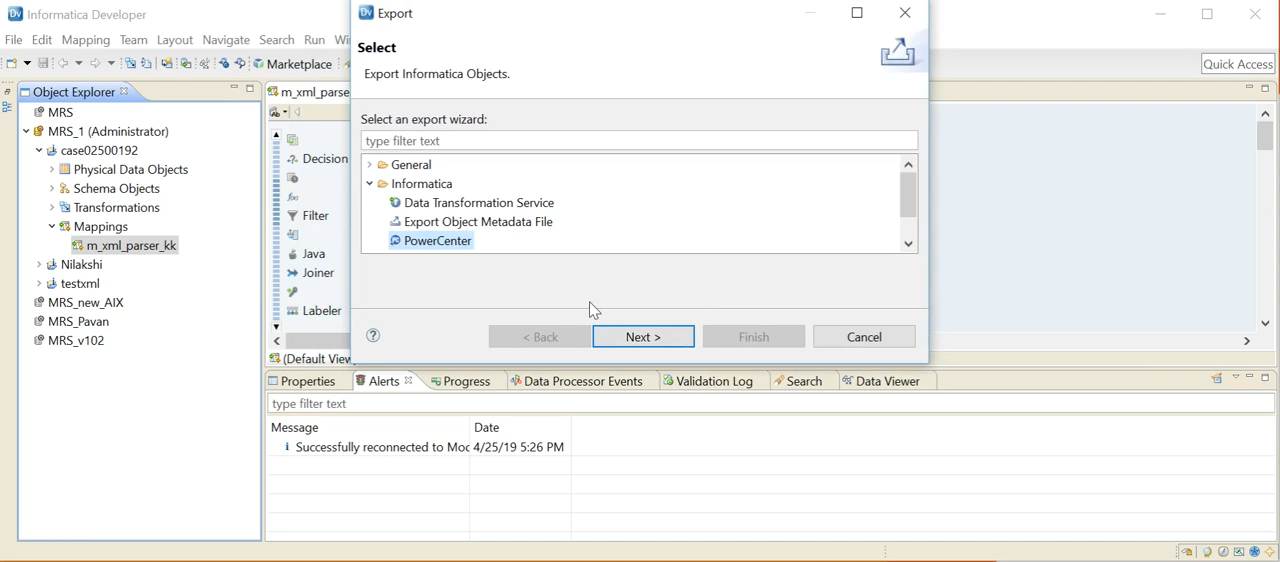 Informatica Developer
File Edit Mapping Team Layout Navigate Search Run Wi
Marketplace
Quick Access
Object Explorer
MRS
MRS_1 (Administrator)
case02500192
Physical Data Objects
Schema Objects
Transformations
Mappings
m_xml_parser_kk
Nilakshi
testxml
MRS_new_AIX
MRS_Pavan
MRS_v102
m_xml_parse
Decision
Filter
Java
Joiner
Labeler
(Default View
Export
Select
Export Informatica Objects.
Select an export wizard:
type filter text
General
Informatica
Data Transformation Service
Export Object Metadata File
PowerCenter
< Back Next > Finish Cancel
Properties Alerts Progress Data Processor Events Validation Log Search Data Viewer
type filter text
Message Date
Successfully reconnected to Moc 4/25/19 5:26 PM